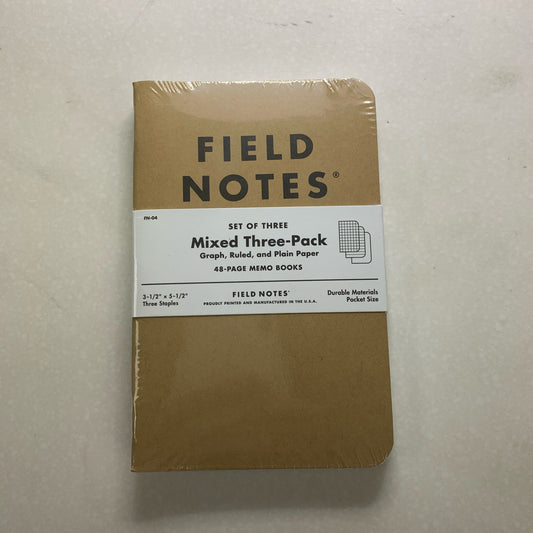 FIELD
NOTES®
FN-04
SET OF THREE
Mixed Three-Pack
Graph, Ruled, and Plain Paper
48-PAGE MEMO BOOKS
3-1/2" × 5-1/2"
Three Staples
FIELD NOTES®
PROUDLY PRINTED AND MANUFACTURED IN THE U.S.A.
Durable Materials
Pocket Size